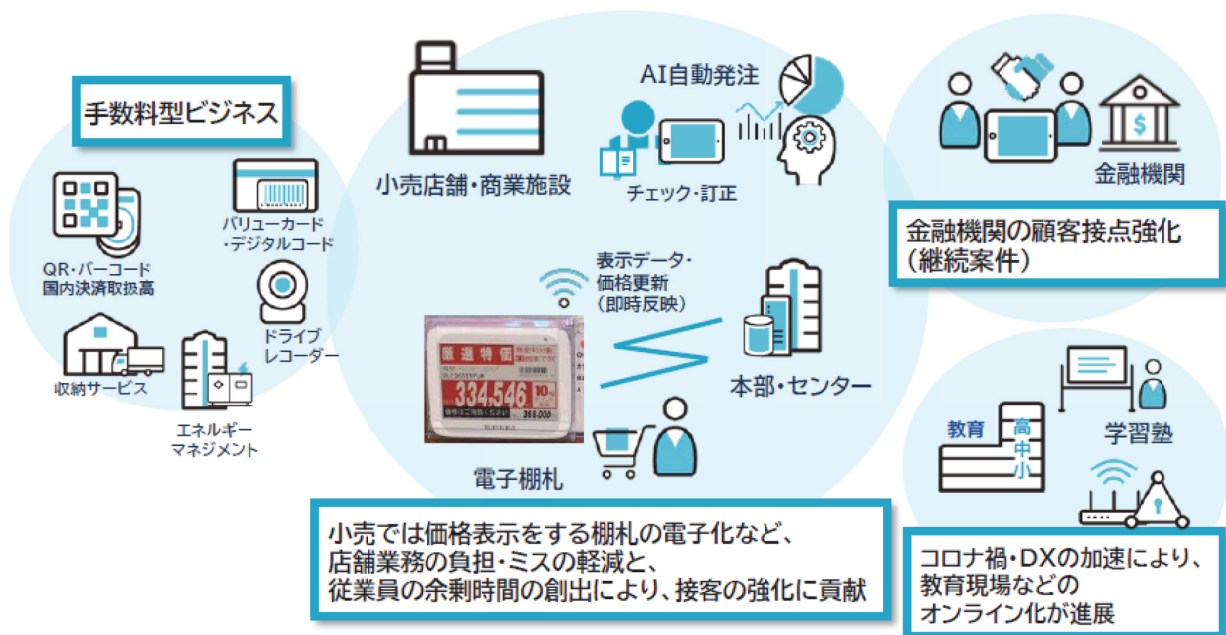 手数料型ビジネス
バリューカード
・デジタルコード
QR・バーコード
国内決済取扱高
ドライブ
レコーダー
収納サービス
エネルギー
マネジメント
小売店舗・商業施設
AI自動発注
チェック・訂正
表示データ・
価格更新
(即時反映)
厳選特価
334,546
10%
366,000
電子棚札
本部・センター
小売では価格表示をする棚札の電子化など、
店舗業務の負担・ミスの軽減と、
従業員の余剰時間の創出により、接客の強化に貢献
$
金融機関
金融機関の顧客接点強化
(継続案件)
教育
高
中
小
学習塾
コロナ禍・DXの加速により、
教育現場などの
オンライン化が進展